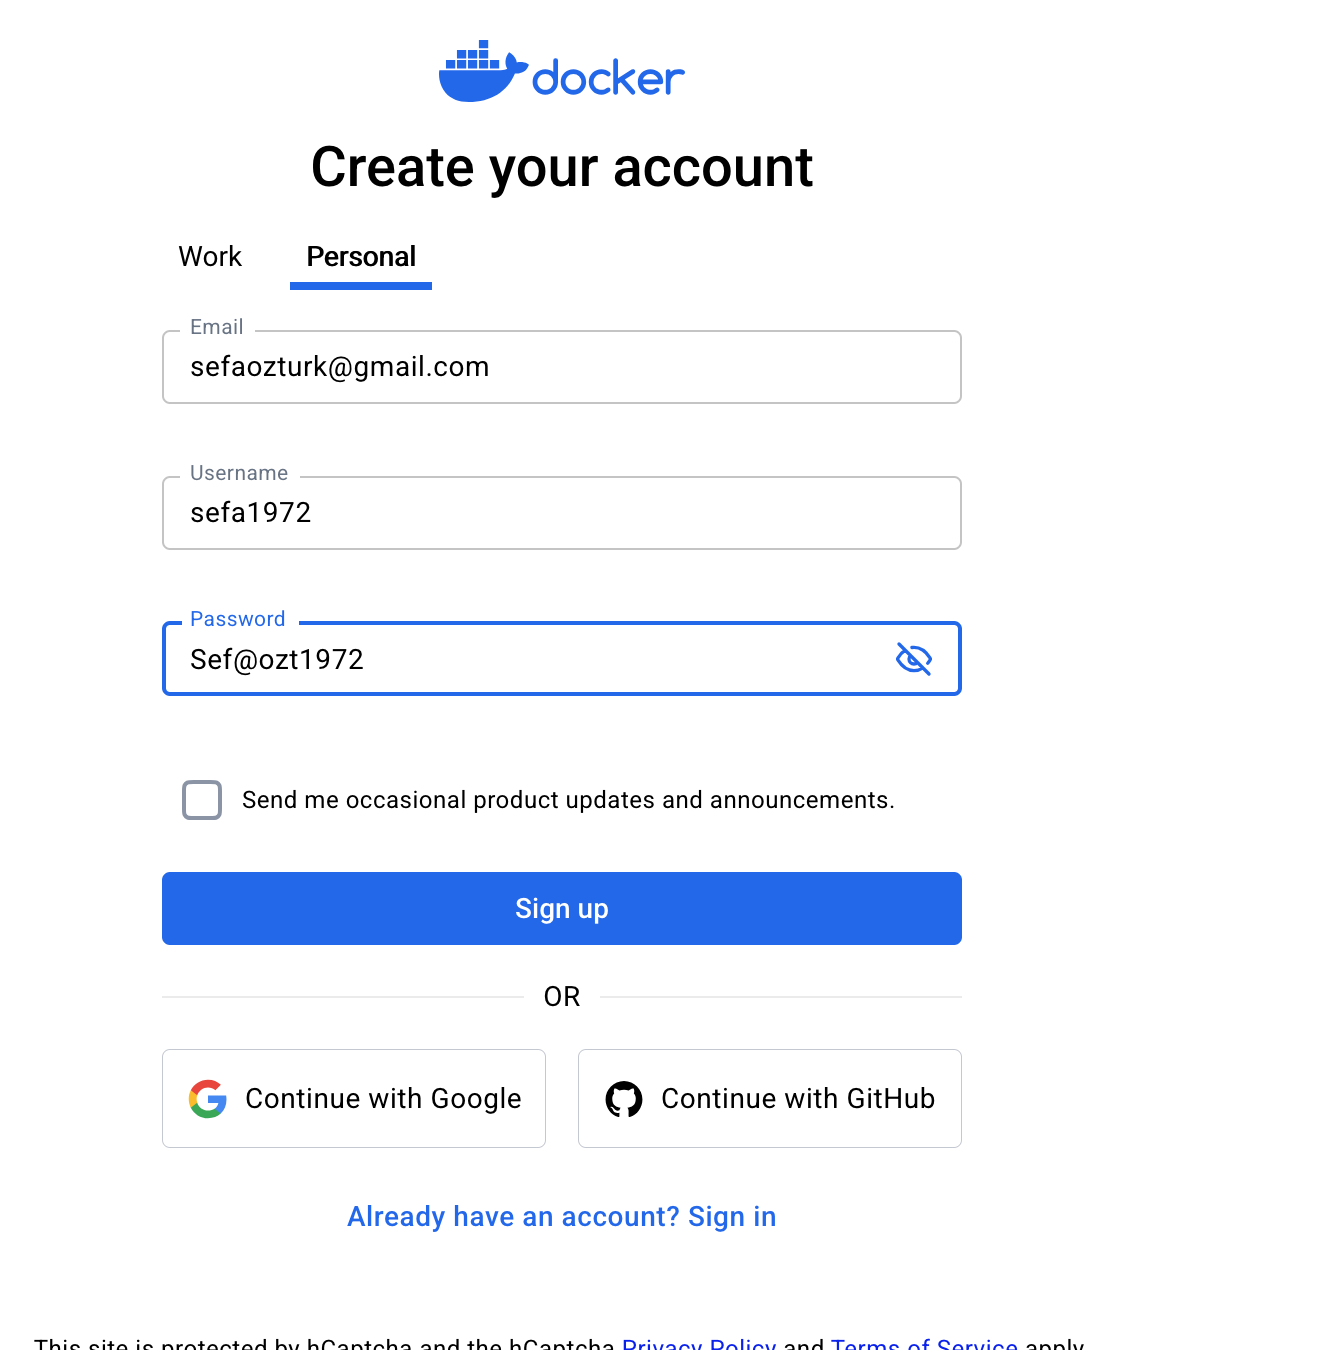 docker
Create your account
Work Personal
Email
sefaozturk@gmail.com
Username
sefa1972
Password
Sef@ozt1972
Send me occasional product updates and announcements.
Sign up
OR
Continue with Google Continue with GitHub
Already have an account? Sign in
This site is protected by hCaptcha and the hCaptcha Privacy Policy and Terms of Service apply